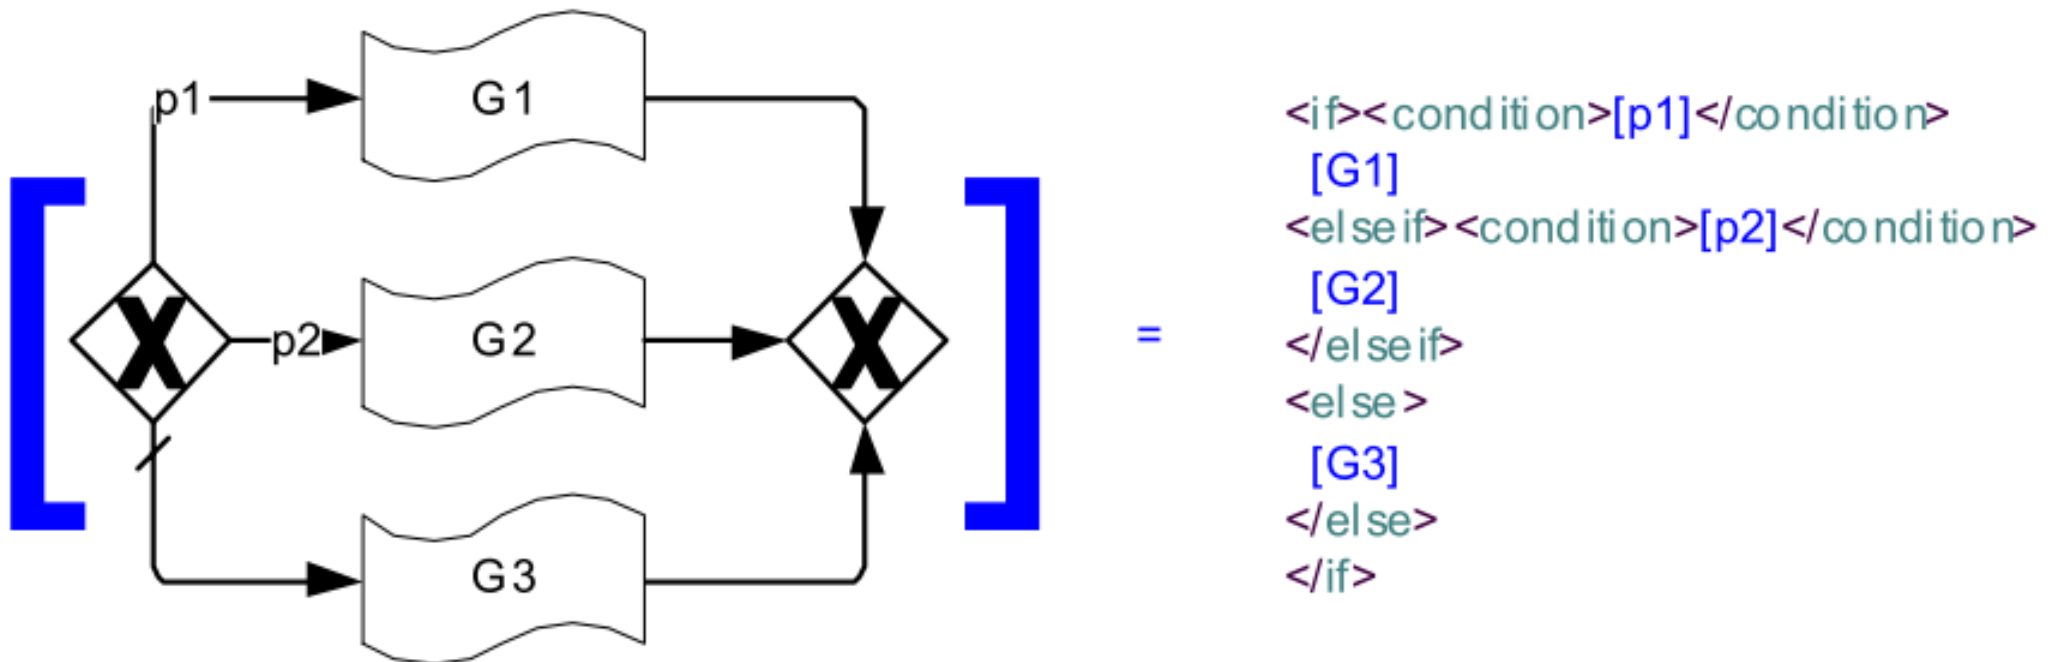 p1
G1
p2
G2
G3
X
X
=
<if><condition>[p1]</condition>
[G1]
<elseif><condition>[p2]</condition>
[G2]
</elseif>
<else>
[G3]
</else>
</if>